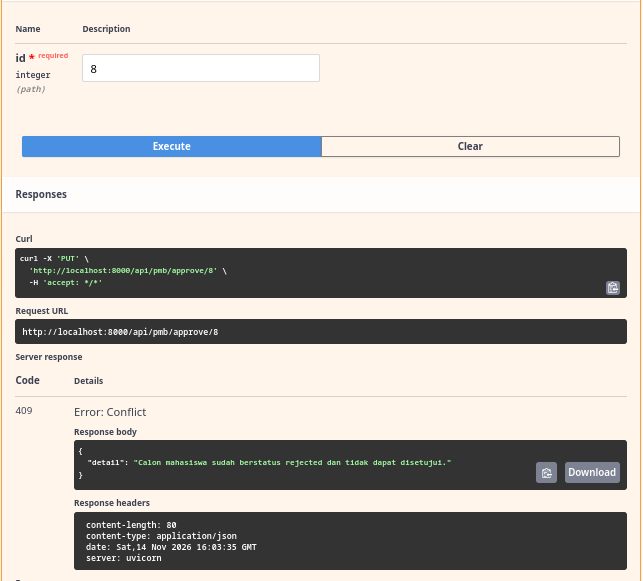 Name Description
id * required
integer
(path)
8
Execute Clear
Responses
Curl
curl -X 'PUT' \
'http://localhost:8000/api/pmb/approve/8' \
-H 'accept: */*'
Request URL
http://localhost:8000/api/pmb/approve/8
Server response
Code Details
409 Error: Conflict
Response body
{
"detail": "Calon mahasiswa sudah berstatus rejected dan tidak dapat disetujui."
}
Download
Response headers
content-length: 80
content-type: application/json
date: Sat,14 Nov 2026 16:03:35 GMT
server: uvicorn